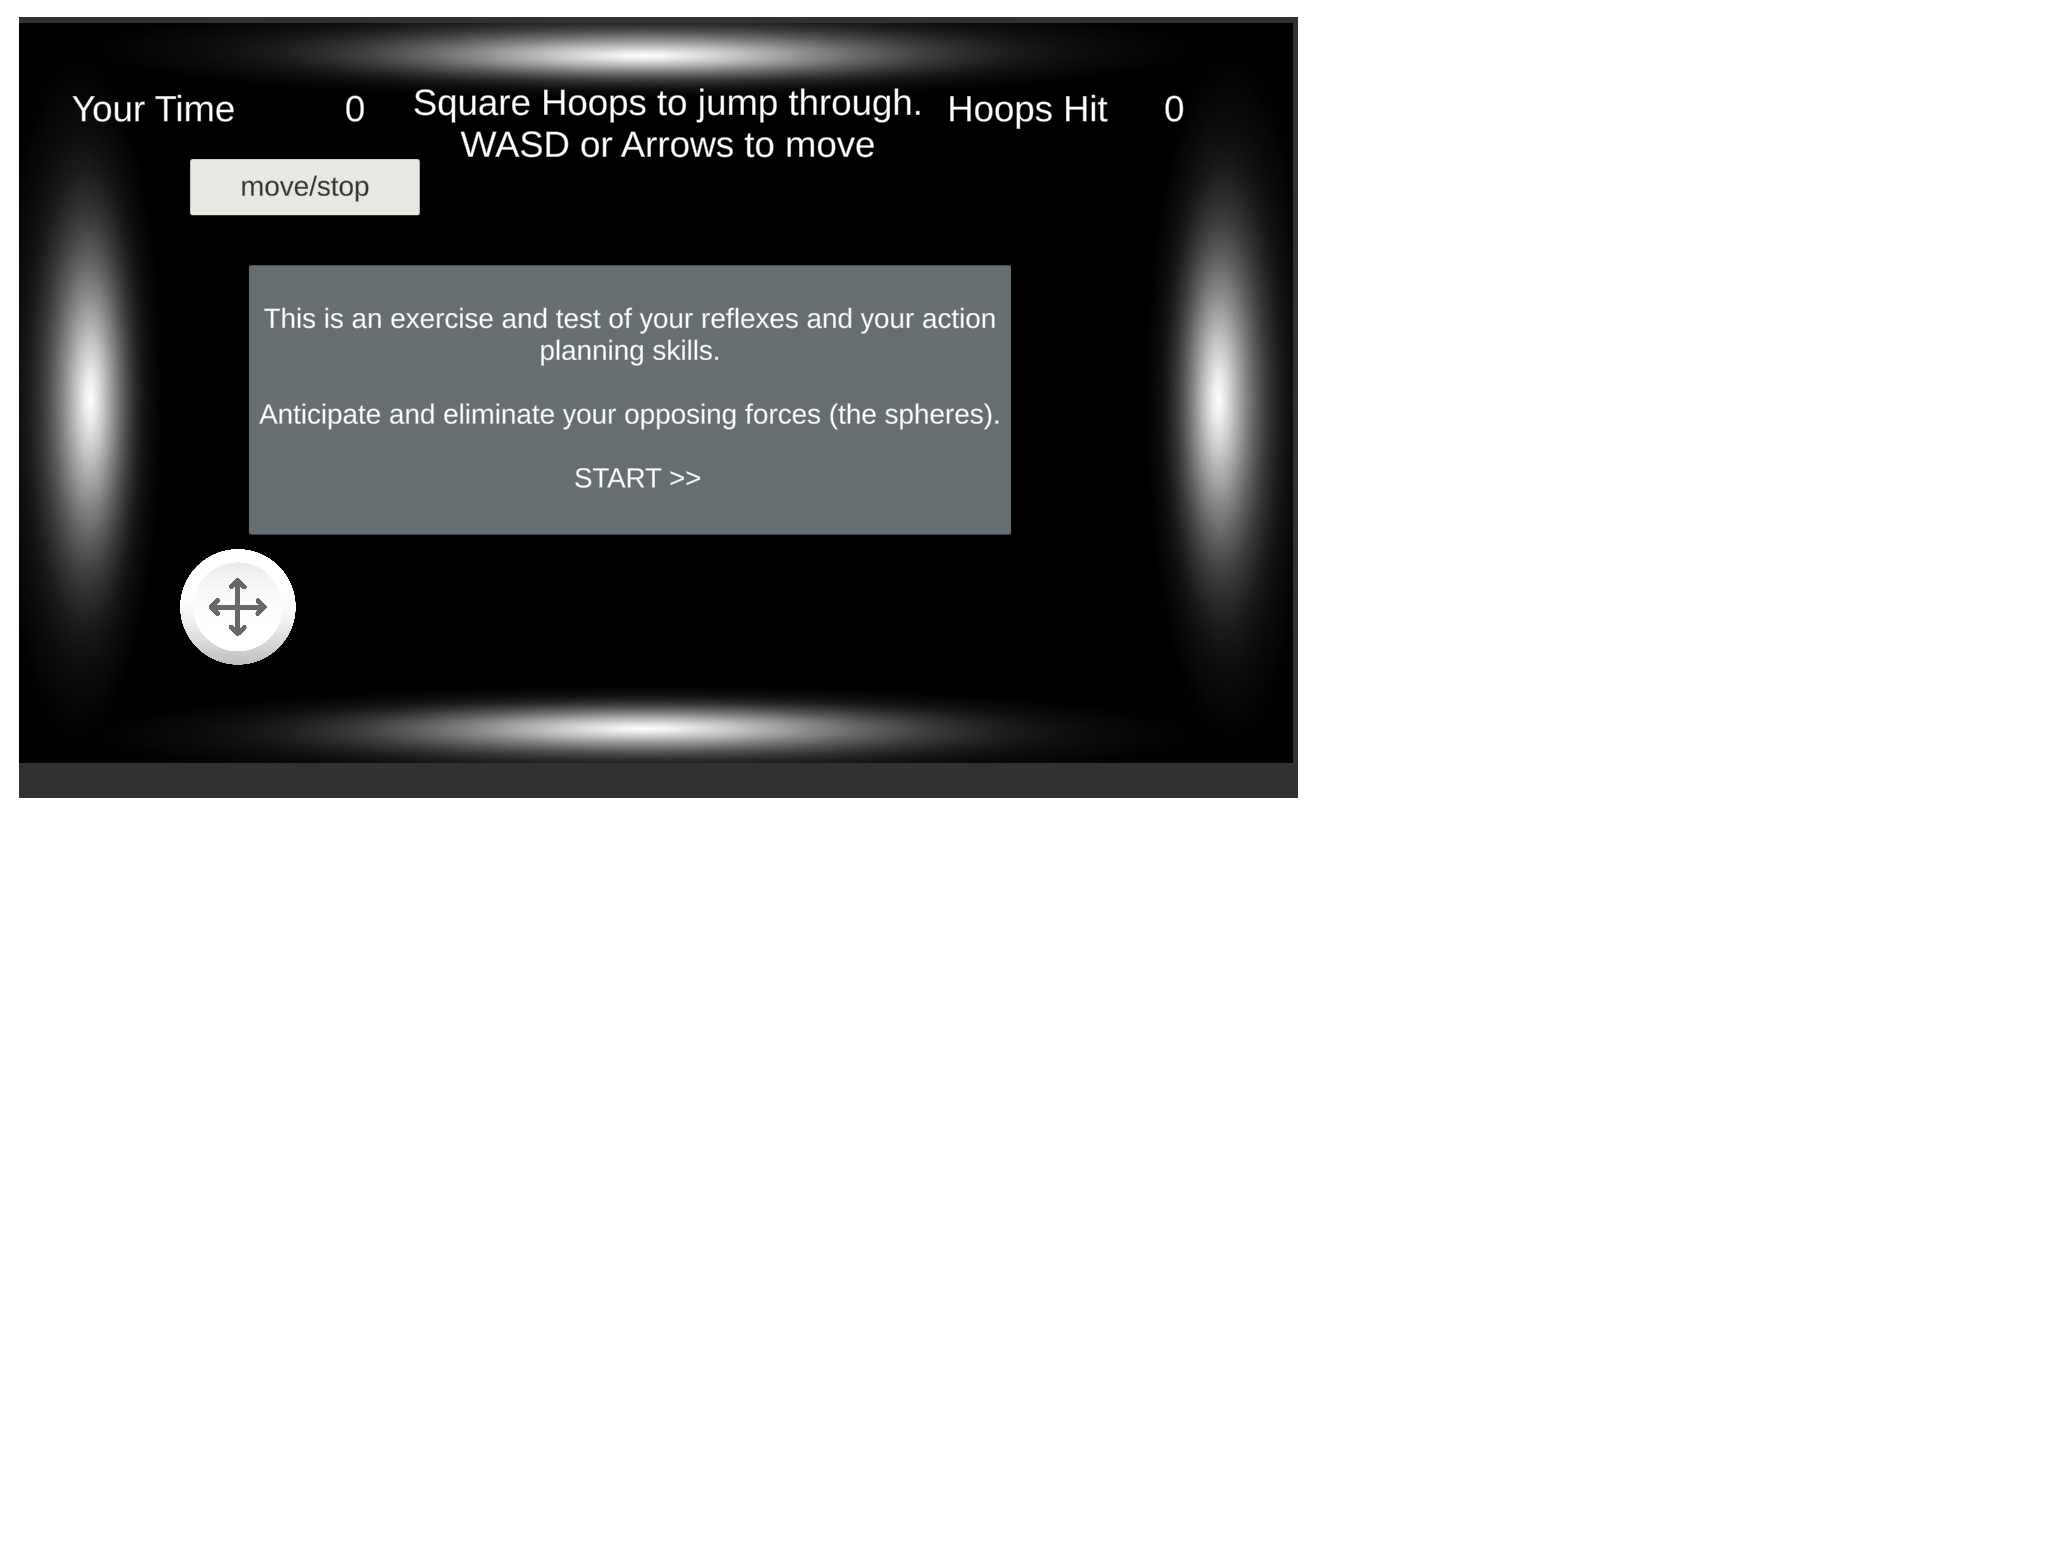 Your Time 0
Square Hoops to jump through.
WASD or Arrows to move
Hoops Hit 0
move/stop
This is an exercise and test of your reflexes and your action
planning skills.
Anticipate and eliminate your opposing forces (the spheres).
START >>